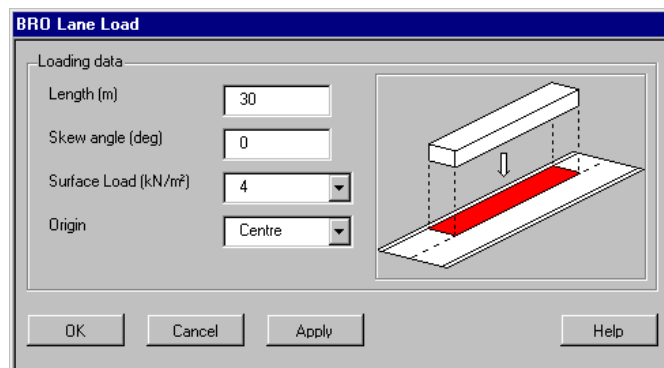 BRO Lane Load
Loading data
Length (m) 30
Skew angle (deg) 0
Surface Load (kN/m²) 4
Origin Centre
OK Cancel Apply Help